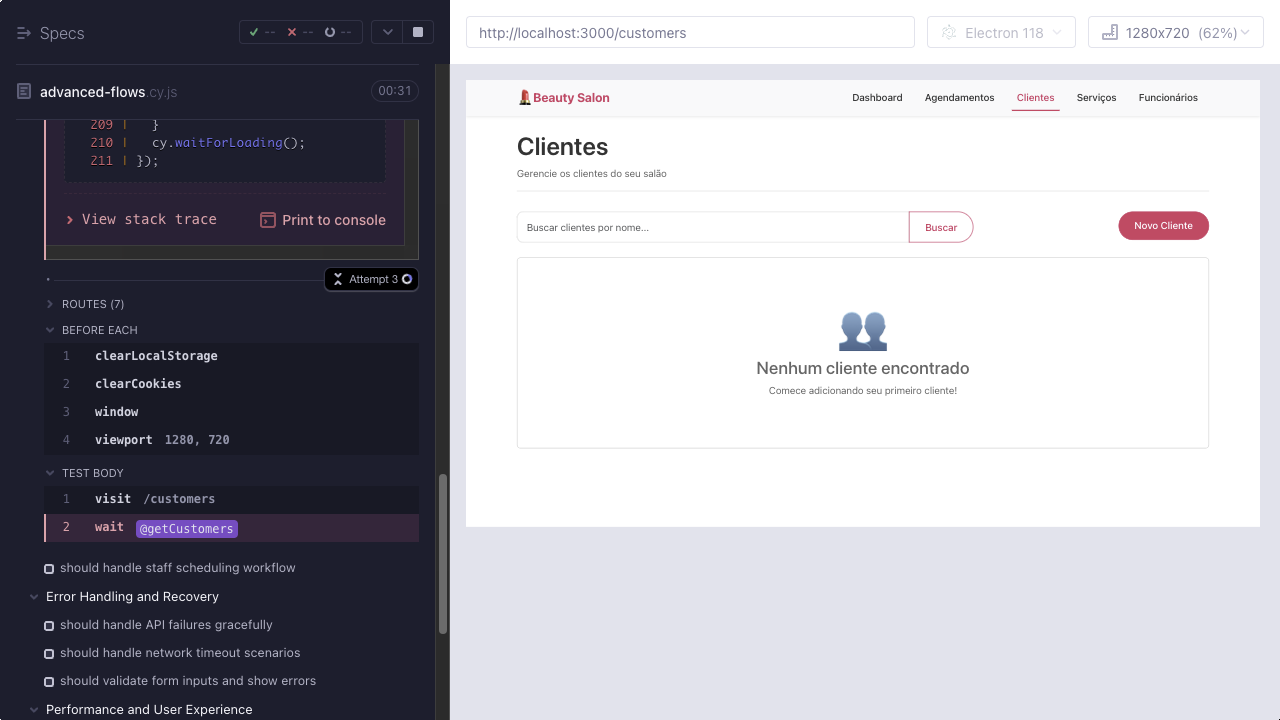 Specs
-- -- --
advanced-flows.cy.js 00:31
209 | }
210 | cy.waitForLoading();
211 | });
View stack trace Print to console
Attempt 3
ROUTES (7)
BEFORE EACH
1 clearLocalStorage
2 clearCookies
3 window
4 viewport 1280, 720
TEST BODY
1 visit /customers
2 wait @getCustomers
should handle staff scheduling workflow
Error Handling and Recovery
should handle API failures gracefully
should handle network timeout scenarios
should validate form inputs and show errors
Performance and User Experience
http://localhost:3000/customers Electron 118 1280x720 (62%)
Beauty Salon Dashboard Agendamentos Clientes Serviços Funcionários
Clientes
Gerencie os clientes do seu salão
Buscar clientes por nome... Buscar Novo Cliente
Nenhum cliente encontrado
Comece adicionando seu primeiro cliente!